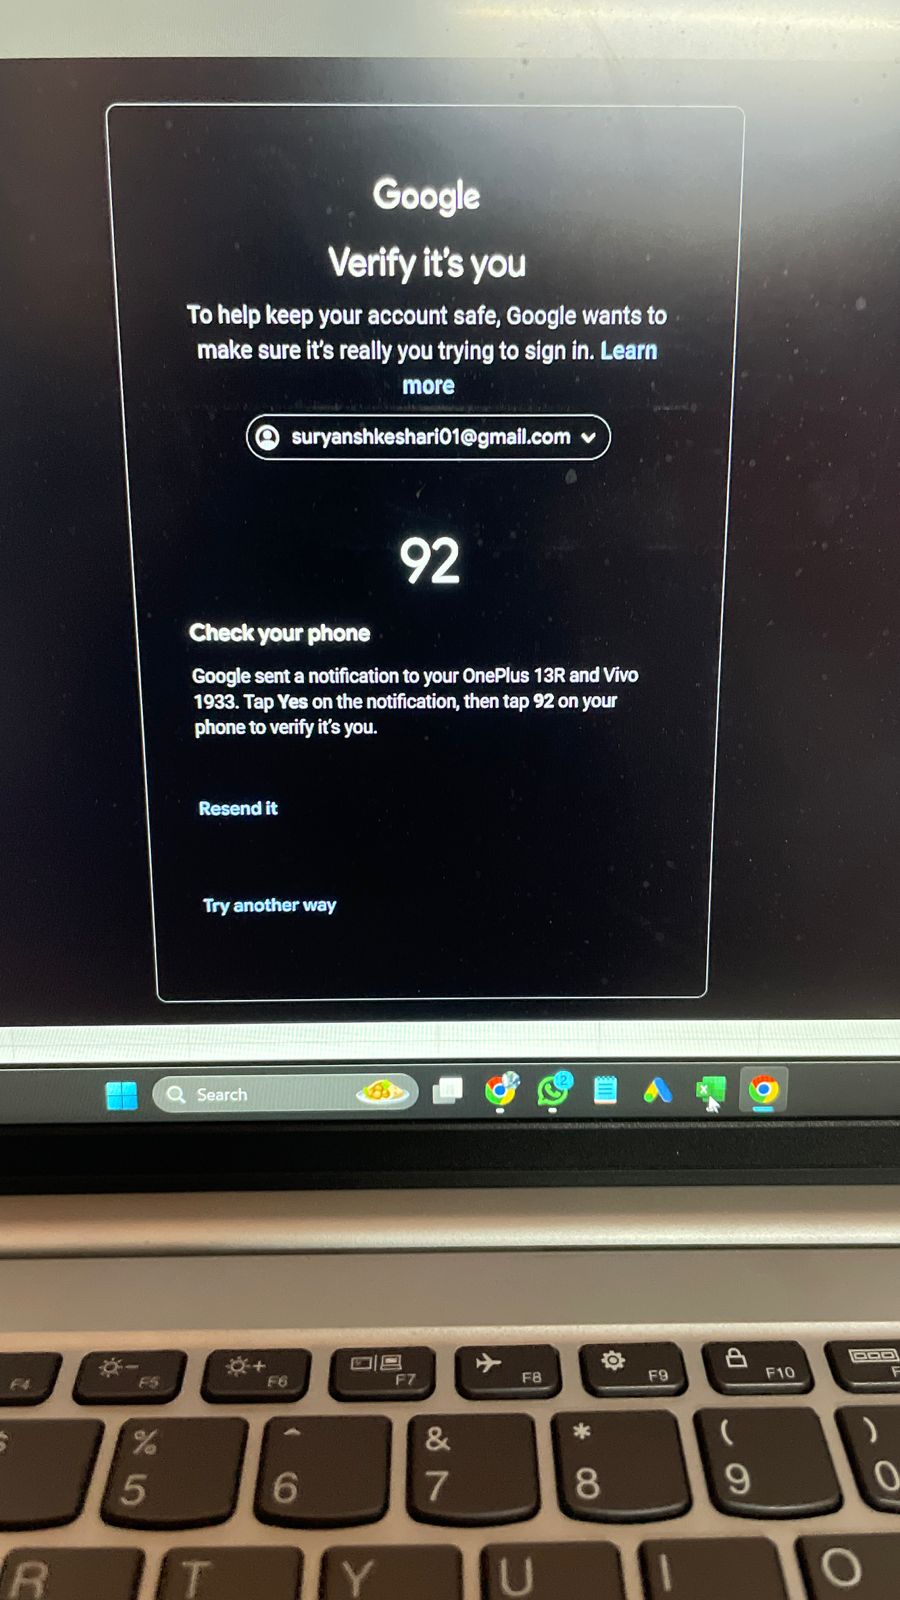 Google
Verify it's you
To help keep your account safe, Google wants to
make sure it's really you trying to sign in. Learn
more
suryanshkeshari01@gmail.com
92
Check your phone
Google sent a notification to your OnePlus 13R and Vivo
1933. Tap Yes on the notification, then tap 92 on your
phone to verify it's you.
Resend it
Try another way
Search
2
F4 F5 F6 F7 F8 F9 F10
% ^ & * ( )
5 6 7 8 9 0
R T Y U I O